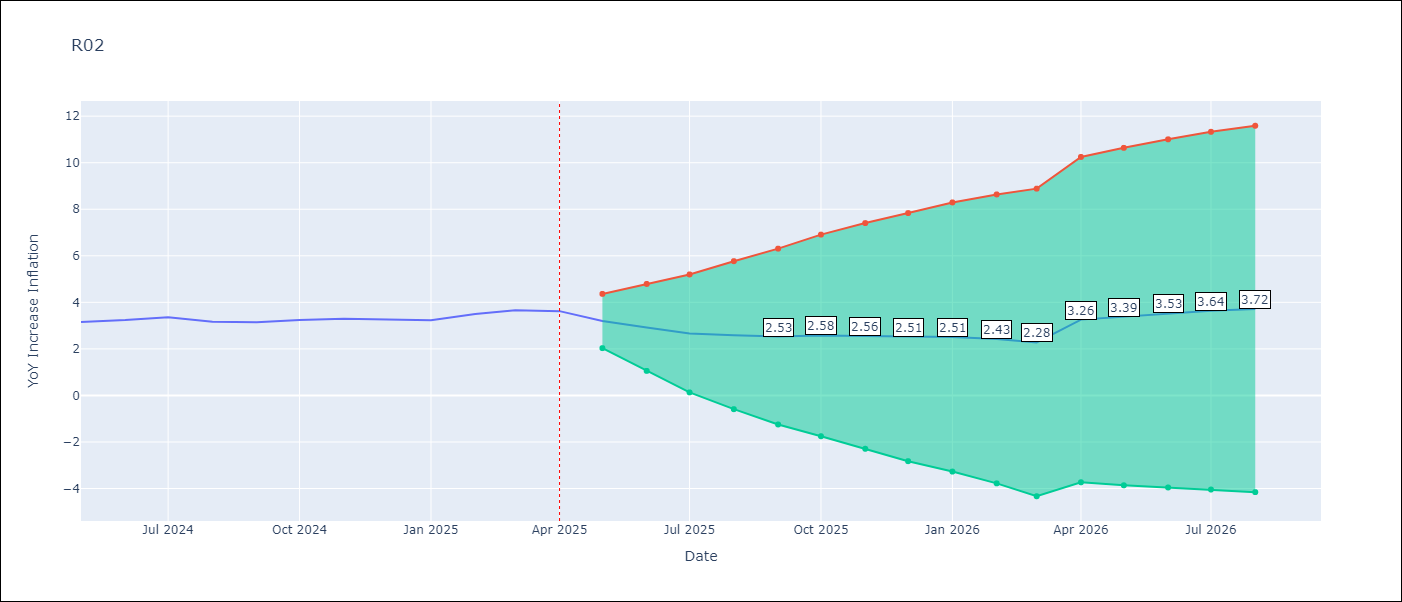 R02
YoY Increase Inflation
12
10
8
6
4
2
0
−2
−4
2.53
2.58
2.56
2.51
2.51
2.43
2.28
3.26
3.39
3.53
3.64
3.72
Jul 2024
Oct 2024
Jan 2025
Apr 2025
Jul 2025
Oct 2025
Jan 2026
Apr 2026
Jul 2026
Date